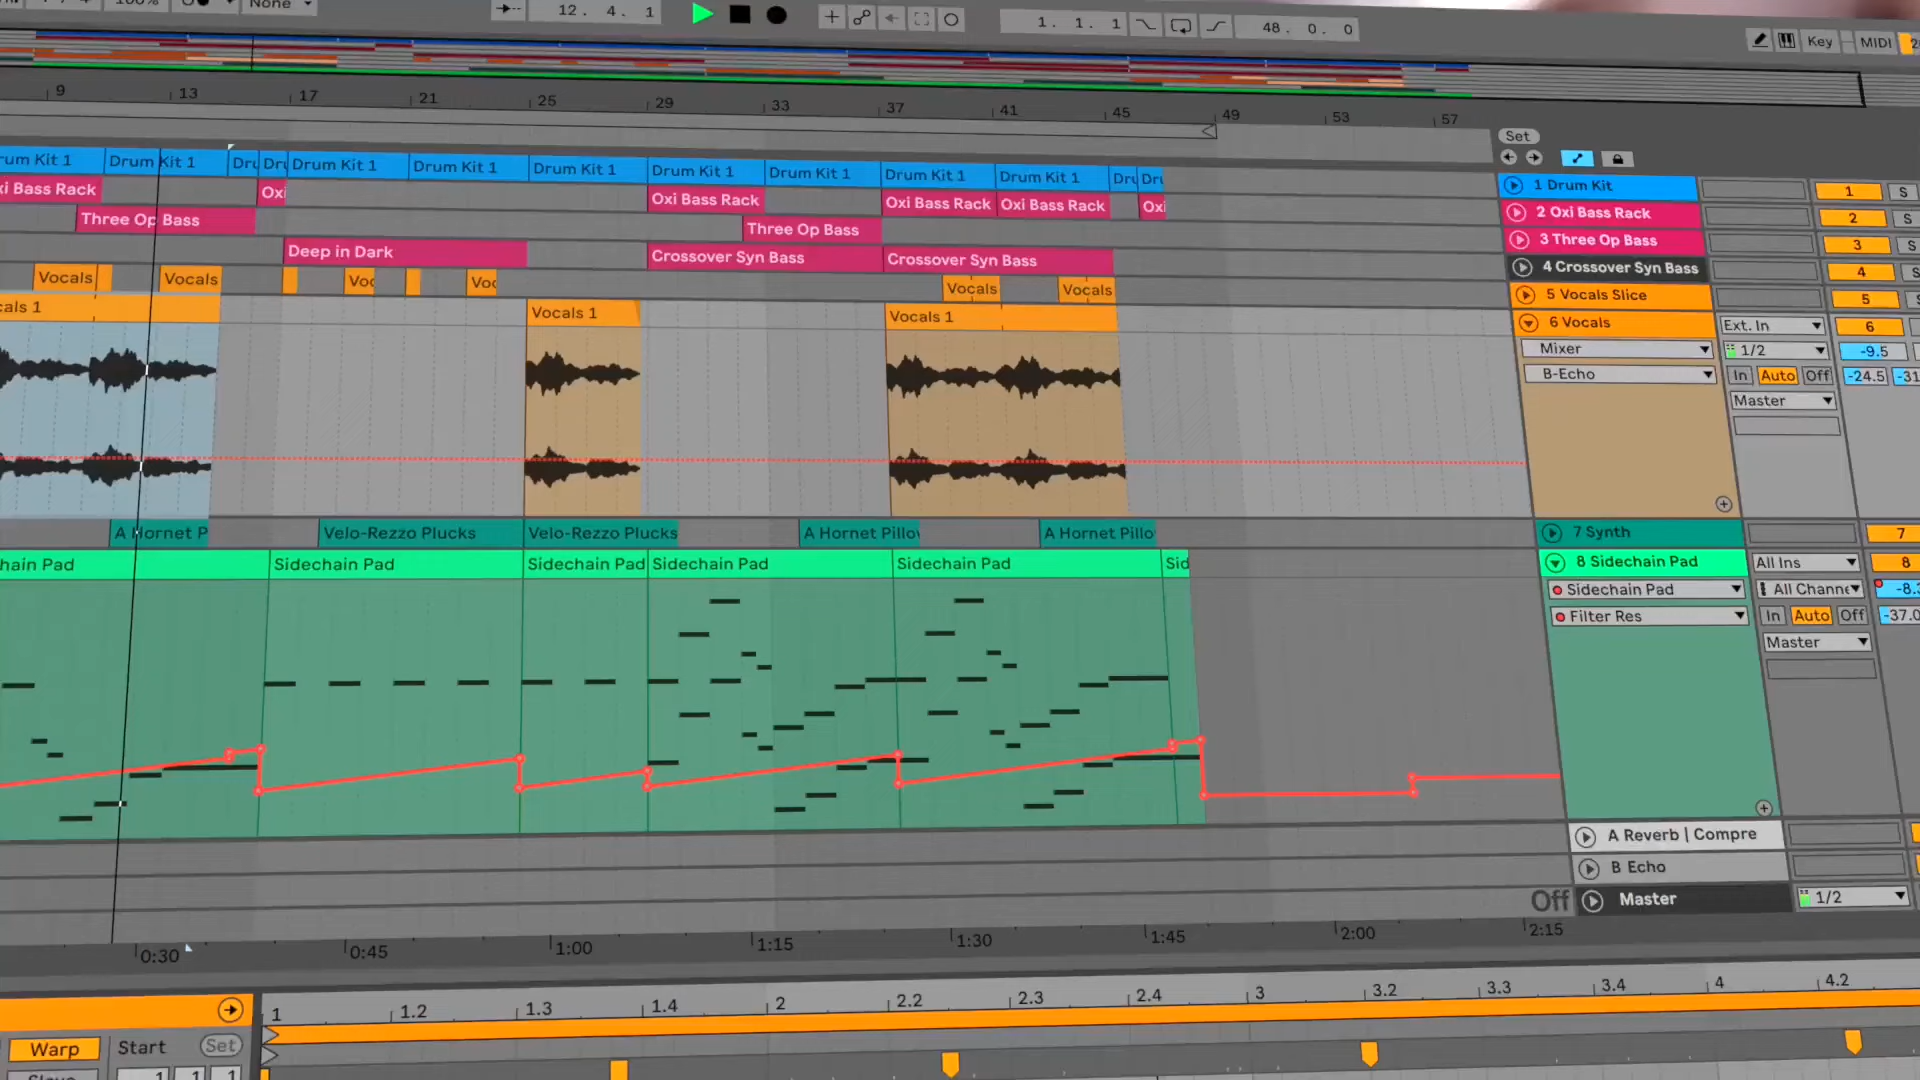 100%
None
12. 4. 1
1. 1. 1
48. 0. 0
Key
MIDI
9 13 17 21 25 29 33 37 41 45 49 53 57
Set
Drum Kit 1 Drum Kit 1 Drum Kit 1 Drum Kit 1 Drum Kit 1 Drum Kit 1 Drum Kit 1 Drum Kit 1
Oxi Bass Rack Oxi Bass Rack Oxi Bass Rack Oxi
Three Op Bass Three Op Bass
Deep in Dark Crossover Syn Bass Crossover Syn Bass
Vocals Vocals Voc Voc Vocals Vocals
Vocals 1 Vocals 1
1 Drum Kit 1 S
2 Oxi Bass Rack 2 S
3 Three Op Bass 3 S
4 Crossover Syn Bass 4
5 Vocals Slice 5
6 Vocals Ext. In 6
Mixer 1/2 -9.5
B-Echo In Auto Off -24.5 -31
Master
A Hornet P Velo-Rezzo Plucks Velo-Rezzo Plucks A Hornet Pillo A Hornet Pillo
7 Synth 7
hain Pad Sidechain Pad Sidechain Pad Sidechain Pad Sidechain Pad Sid
8 Sidechain Pad All Ins 8
Sidechain Pad All Channe -8.
Filter Res In Auto Off -37.0
Master
A Reverb | Compre
B Echo
Off Master 1/2
0:30 0:45 1:00 1:15 1:30 1:45 2:00 2:15
1 1.2 1.3 1.4 2 2.2 2.3 2.4 3 3.2 3.3 3.4 4 4.2
Warp Start Set
1 1 1